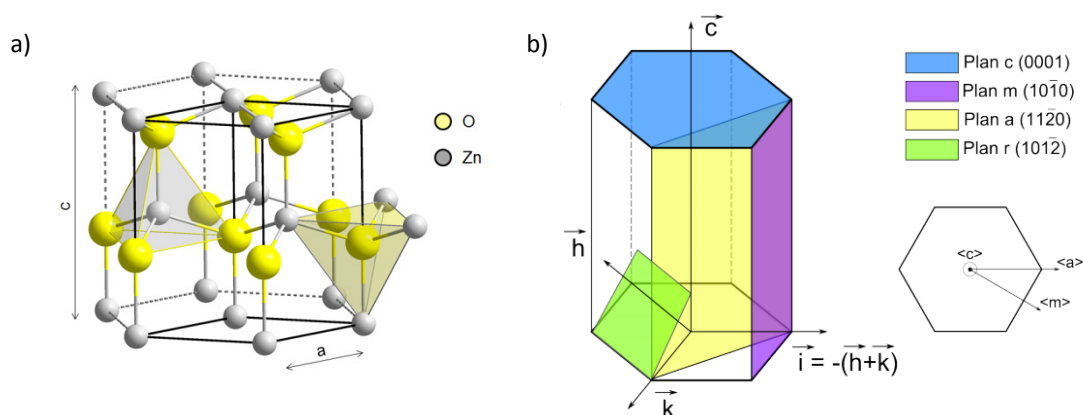 a)
c
a
O
Zn
b)
c
h
k
i = -(h+k)
Plan c (0001)
Plan m (101̅0)
Plan a (112̅0)
Plan r (101̅2̅)
<c>
<a>
<m>